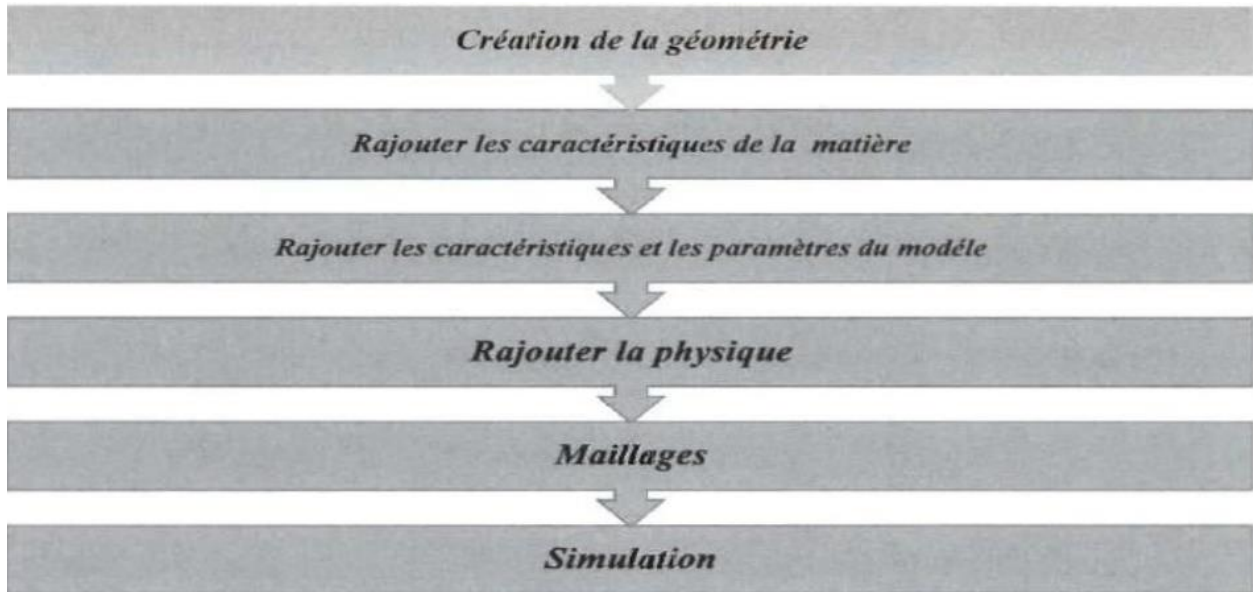 Création de la géométrie
Rajouter les caractéristiques de la matière
Rajouter les caractéristiques et les paramètres du modéle
Rajouter la physique
Maillages
Simulation